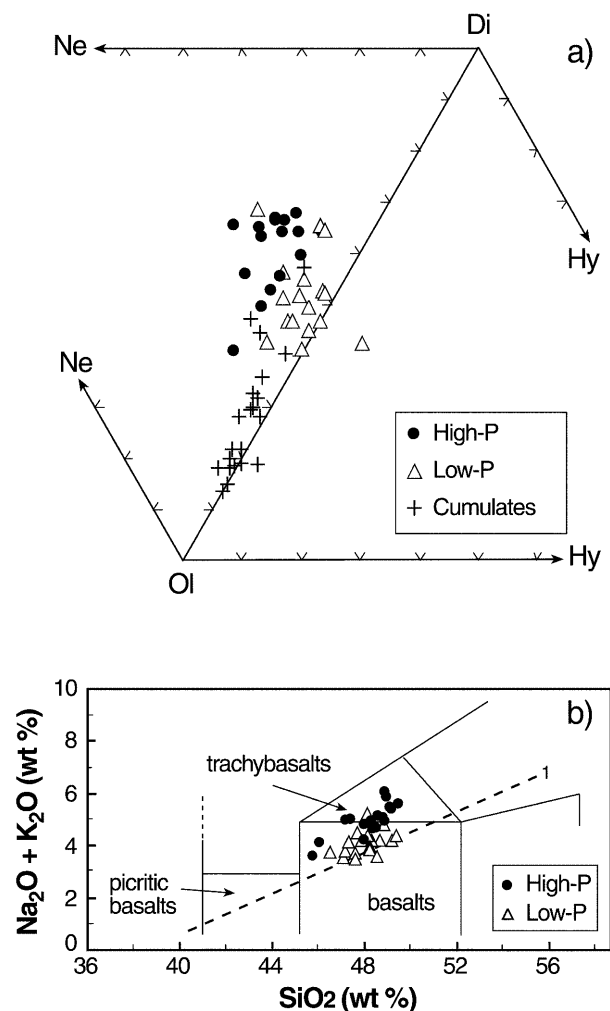 Ne
Di
a)
Hy
Ne
High-P
Low-P
Cumulates
Ol
Hy
b)
10
8
6
4
2
0
Na2O + K2O (wt %)
trachybasalts
1
picritic
basalts
basalts
High-P
Low-P
36
40
44
48
52
56
SiO2 (wt %)